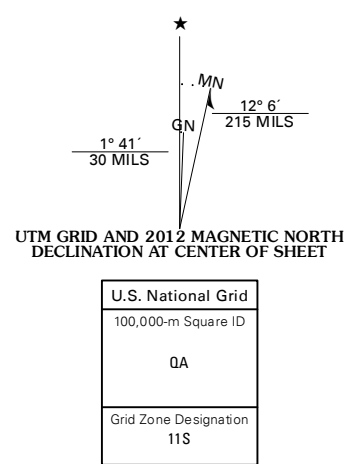 ★
MN
12° 6´
215 MILS
GN
1° 41´
30 MILS
UTM GRID AND 2012 MAGNETIC NORTH
DECLINATION AT CENTER OF SHEET
U.S. National Grid
100,000-m Square ID
QA
Grid Zone Designation
11S